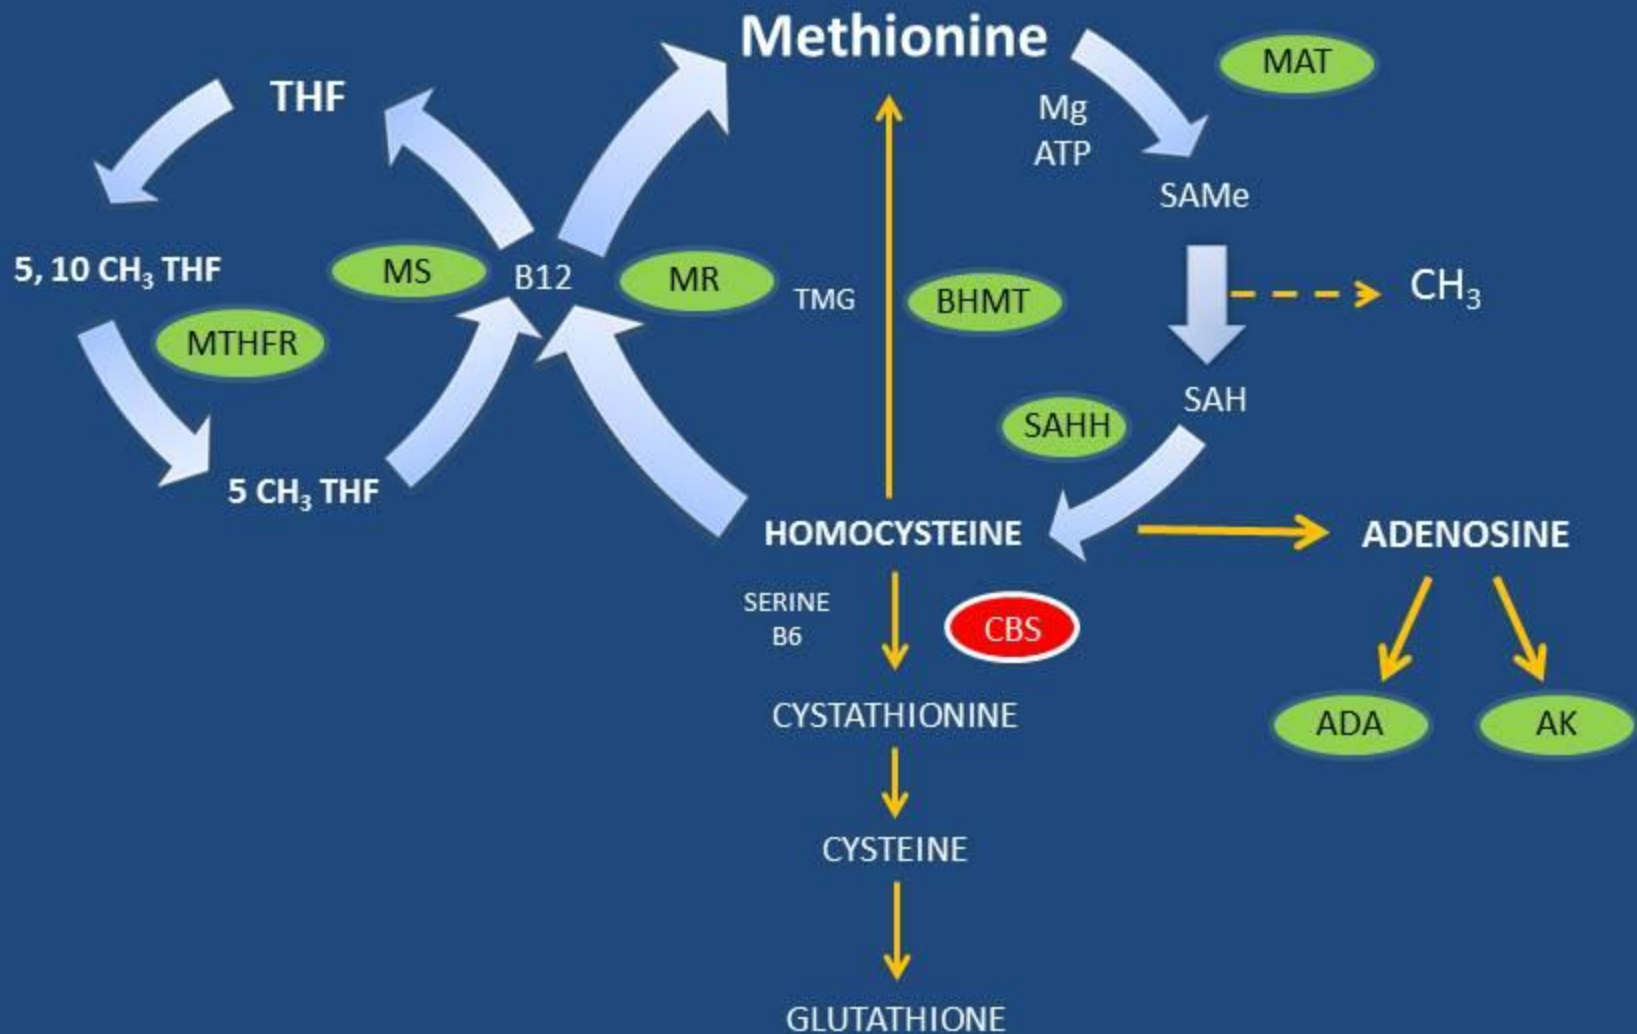 Methionine
MAT
THF
Mg
ATP
SAMe
5, 10 CH₃ THF
MS
B12
MR
TMG
BHMT
CH₃
MTHFR
SAH
SAHH
5 CH₃ THF
HOMOCYSTEINE
ADENOSINE
SERINE
B6
CBS
CYSTATHIONINE
ADA
AK
CYSTEINE
GLUTATHIONE